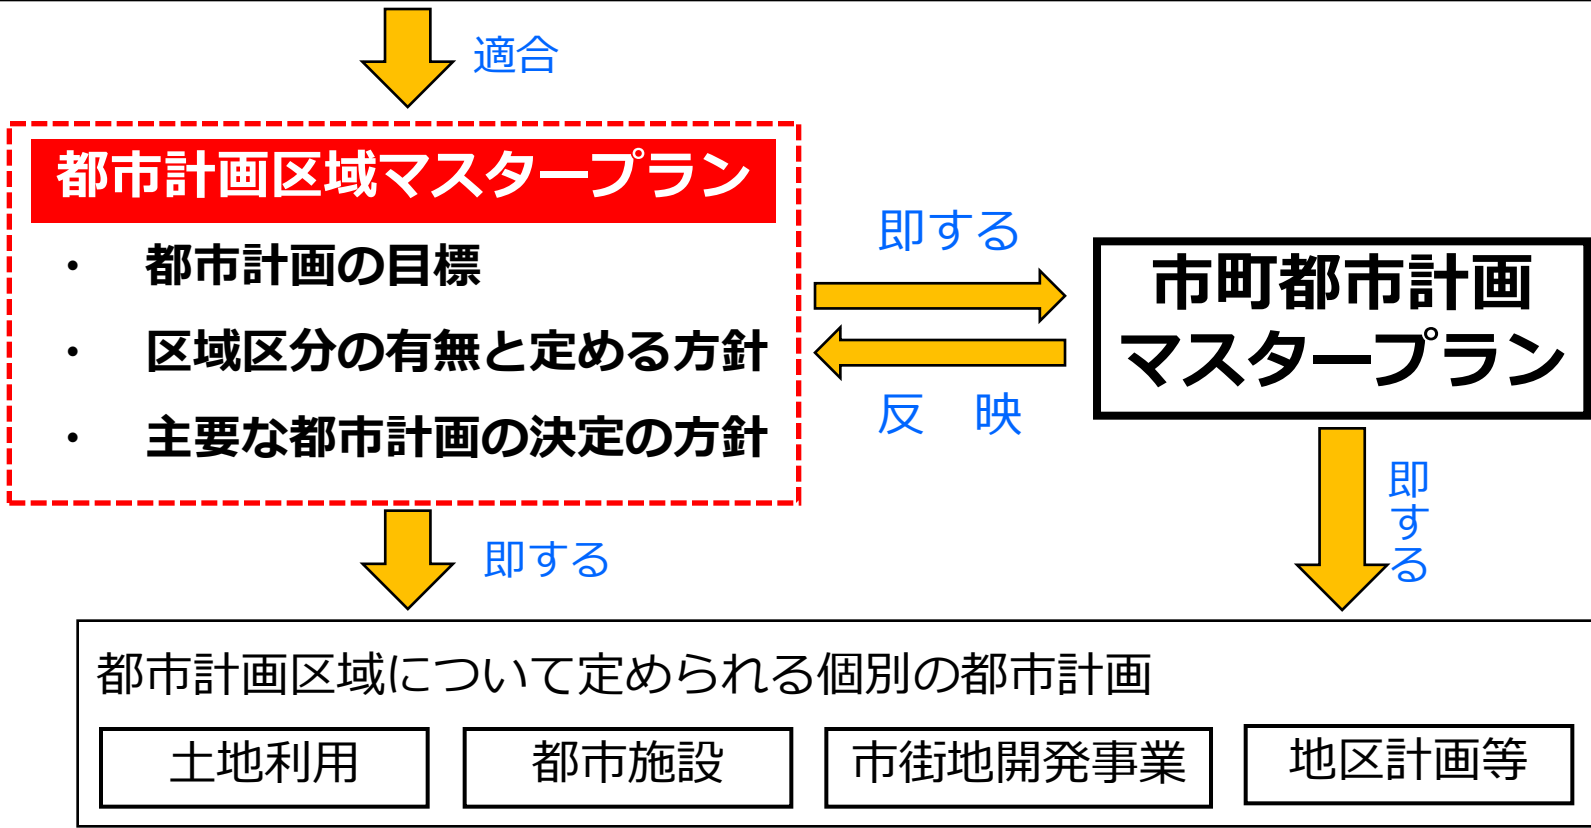 適合
都市計画区域マスタープラン
・ 都市計画の目標
・ 区域区分の有無と定める方針
・ 主要な都市計画の決定の方針
即する
反 映
市町都市計画
マスタープラン
即する
即する
都市計画区域について定められる個別の都市計画
土地利用
都市施設
市街地開発事業
地区計画等